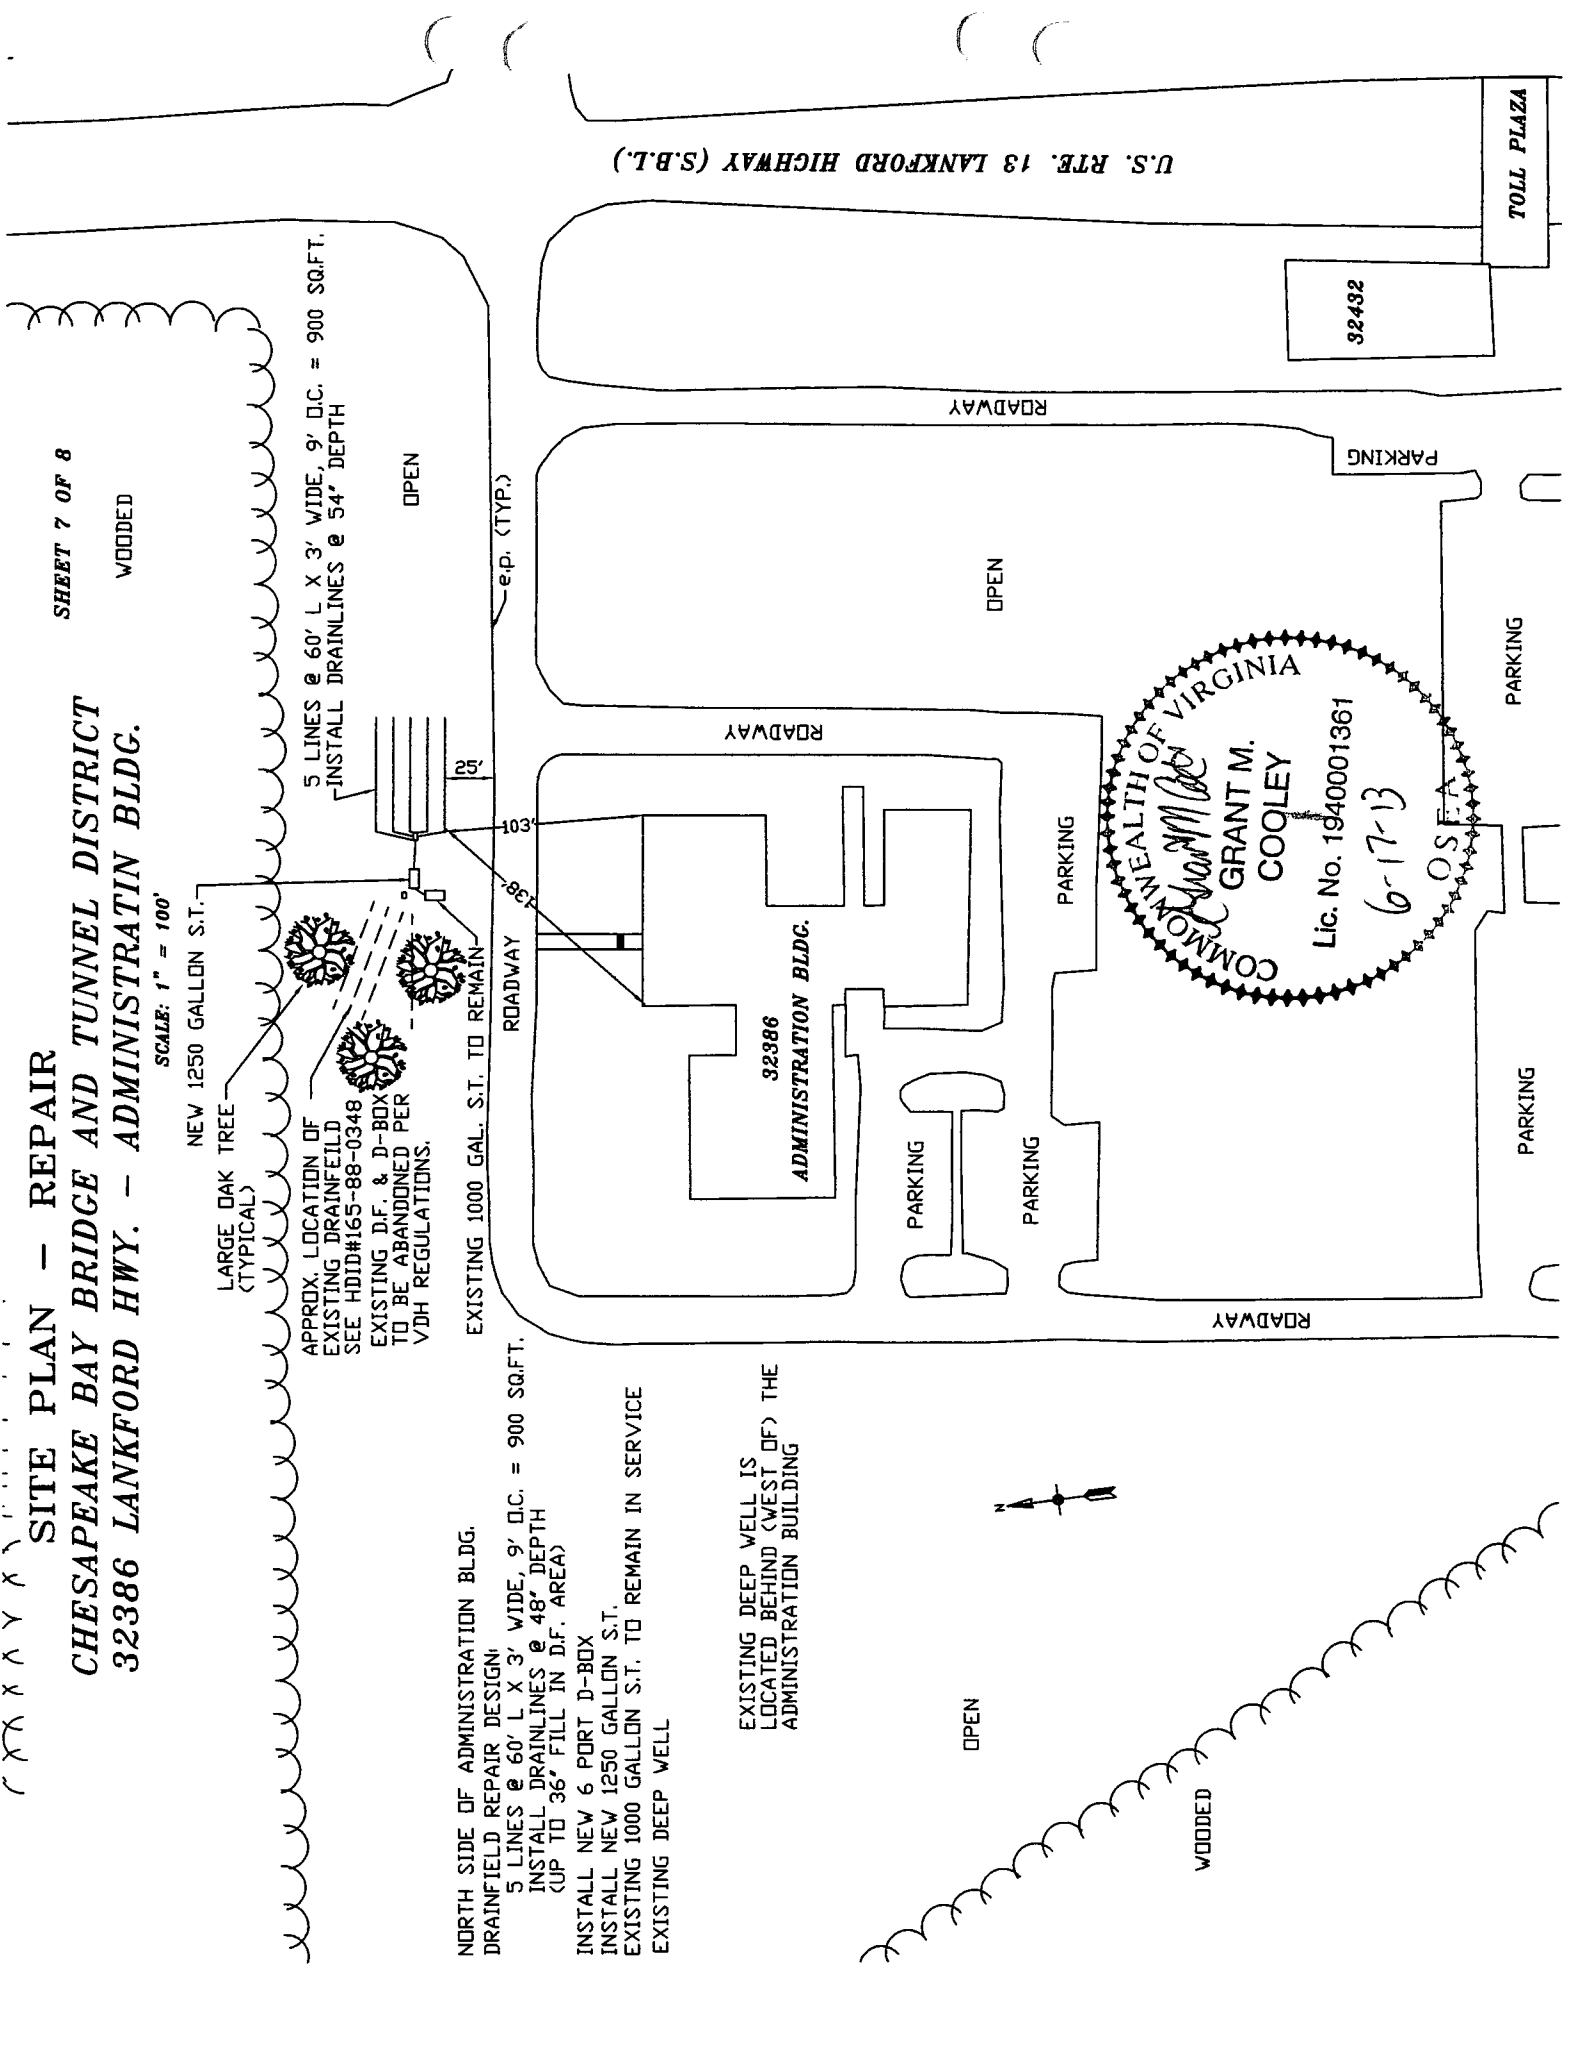 SITE PLAN - REPAIR
SHEET 7 OF 8
CHESAPEAKE BAY BRIDGE AND TUNNEL DISTRICT
32386 LANKFORD HWY. - ADMINISTRATIN BLDG.
SCALE: 1" = 100'
WOODED
NEW 1250 GALLON S.T.
LARGE OAK TREE
(TYPICAL)
APPROX. LOCATION OF
EXISTING DRAINFEILD
SEE HDID#165-88-0348
EXISTING D.F. & D-BOX
TO BE ABANDONED PER
VDH REGULATIONS.
EXISTING 1000 GAL. S.T. TO REMAIN
5 LINES @ 60' L X 3' WIDE, 9' O.C. = 900 SQ.FT.
INSTALL DRAINLINES @ 54" DEPTH
OPEN
25'
103'
138'
e.p. (TYP.)
ROADWAY
U.S. RTE. 13 LANKFORD HIGHWAY (S.B.L.)
TOLL PLAZA
32432
ROADWAY
PARKING
OPEN
ROADWAY
32386
ADMINISTRATION BLDG.
PARKING
PARKING
PARKING
PARKING
PARKING
ROADWAY
NORTH SIDE OF ADMINISTRATION BLDG.
DRAINFIELD REPAIR DESIGN:
5 LINES @ 60' L X 3' WIDE, 9' O.C. = 900 SQ.FT.
INSTALL DRAINLINES @ 48" DEPTH
(UP TO 36" FILL IN D.F. AREA)
INSTALL NEW 6 PORT D-BOX
INSTALL NEW 1250 GALLON S.T.
EXISTING 1000 GALLON S.T. TO REMAIN IN SERVICE
EXISTING DEEP WELL
EXISTING DEEP WELL IS
LOCATED BEHIND (WEST OF) THE
ADMINISTRATION BUILDING
N
OPEN
WOODED
COMMONWEALTH OF VIRGINIA
GRANT M.
COOLEY
Lic. No. 1940001361
6-17-13
OSEA